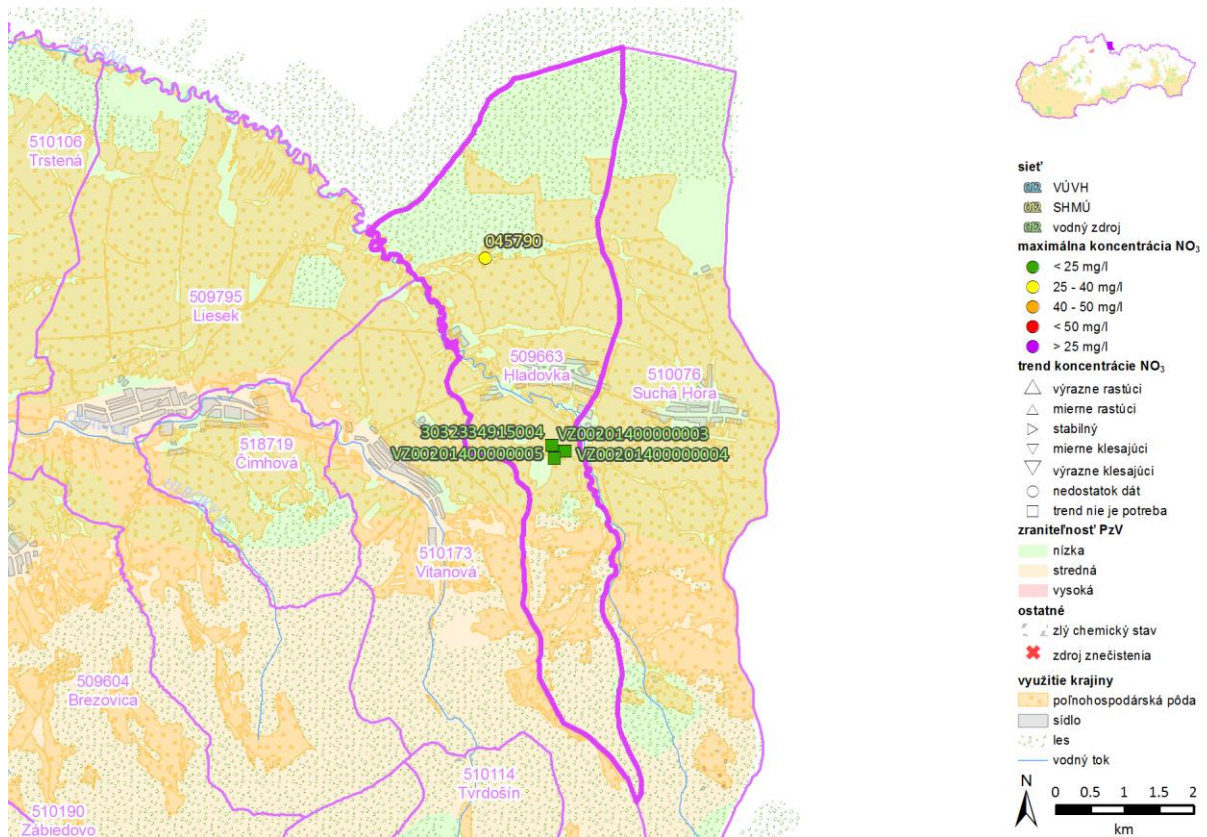 510106
Trstená
045790
509795
Liesek
509663
Hladovka
510076
Suchá Hora
3032334915004
VZ00201400000003
VZ00201400000005
VZ00201400000004
518719
Čimhová
510173
Vitanová
509604
Brezovica
510114
Tvrdošín
510190
Zábiedovo
sieť
VÚVH
SHMÚ
vodný zdroj
maximálna koncentrácia NO₃
< 25 mg/l
25 - 40 mg/l
40 - 50 mg/l
< 50 mg/l
> 25 mg/l
trend koncentrácie NO₃
výrazne rastúci
mierne rastúci
stabilný
mierne klesajúci
výrazne klesajúci
nedostatok dát
trend nie je potreba
zraniteľnosť PzV
nízka
stredná
vysoká
ostatné
zlý chemický stav
zdroj znečistenia
využitie krajiny
poľnohospodárská pôda
sídlo
les
vodný tok
N
0 0.5 1 1.5 2
km